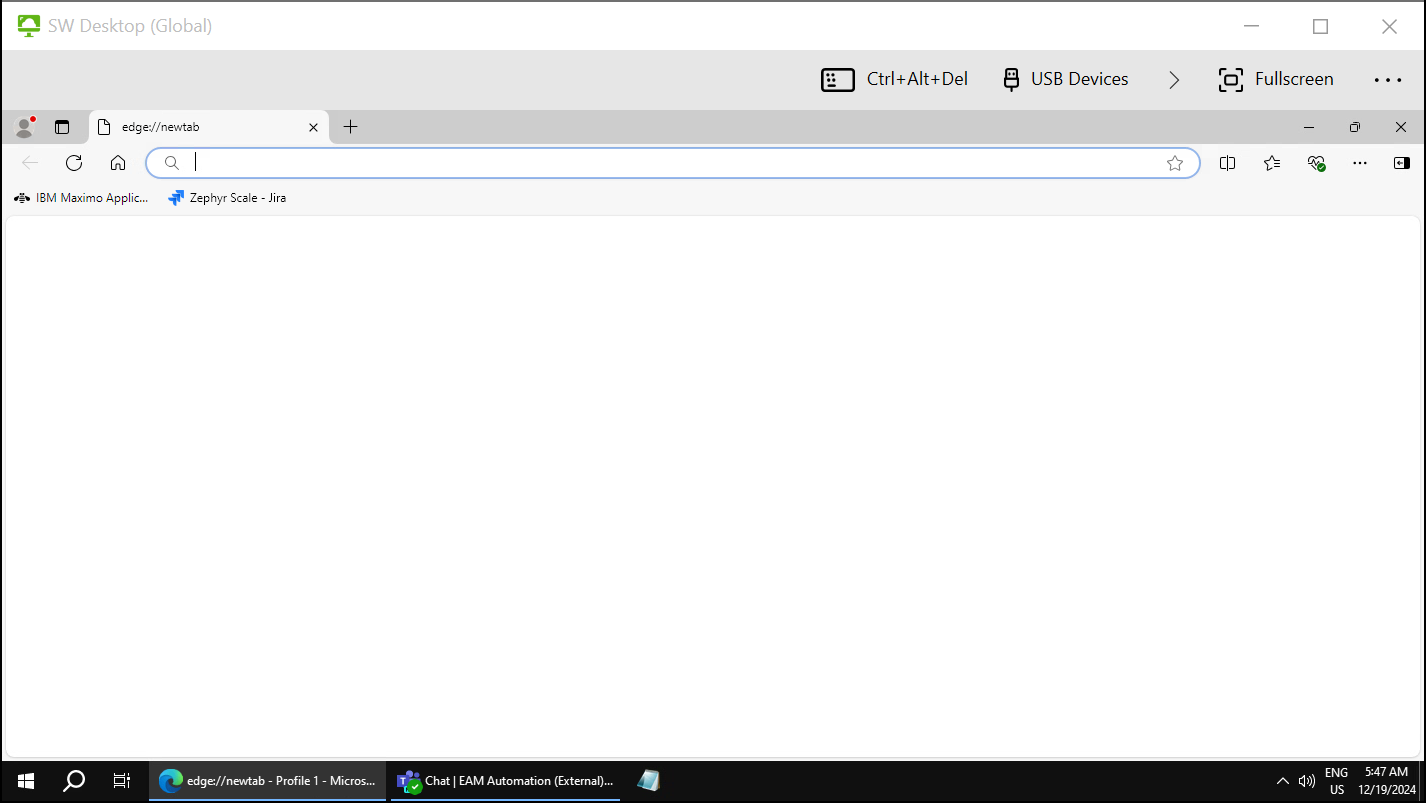 SW Desktop (Global)
Ctrl+Alt+Del
USB Devices
Fullscreen
edge://newtab
IBM Maximo Applic...
Zephyr Scale - Jira
edge://newtab - Profile 1 - Micros...
Chat | EAM Automation (External)...
ENG
US
5:47 AM
12/19/2024